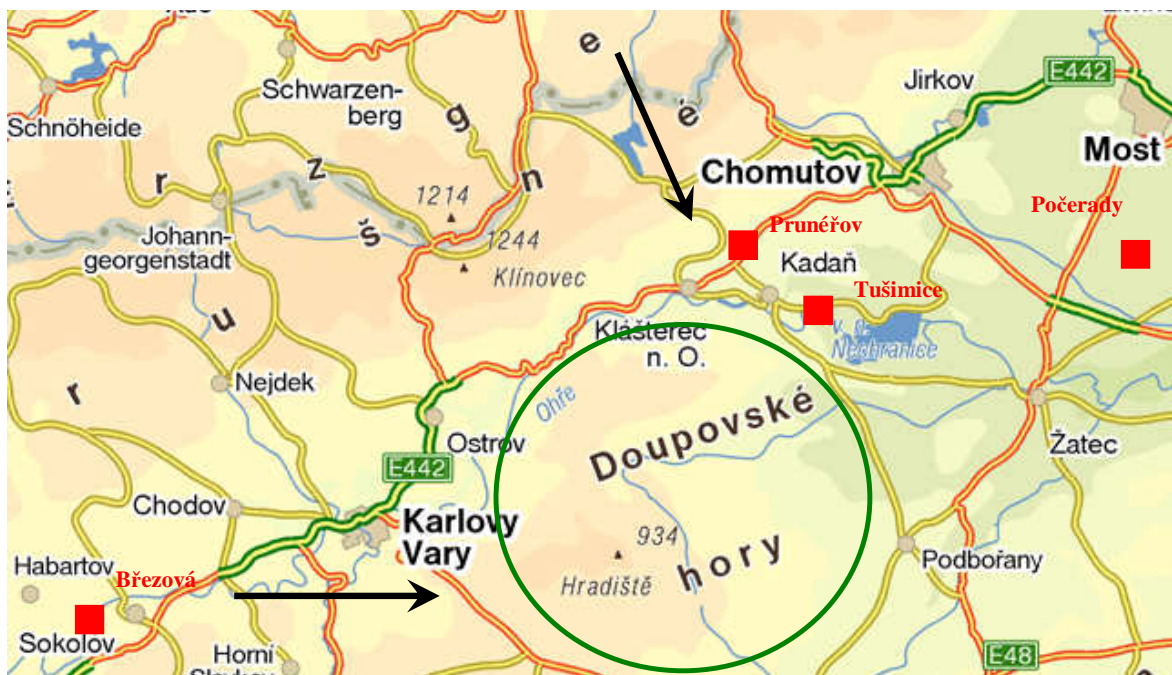 Schwarzen-
berg
Schnöheide
e
é
E442
Jirkov
Most
Chomutov
g
z
r
n
1214
š
1244
Klínovec
Johann-
georgenstadt
Počerady
Prunéřov
Kadaň
Tušimice
v. n.
Nechranice
u
Klášterec
n. O.
Nejdek
r
Ohře
Doupovské
Ostrov
E442
Žatec
Chodov
Karlovy
Vary
934
hory
Hradiště
Podbořany
Habartov
Březová
Sokolov
Horní
E48